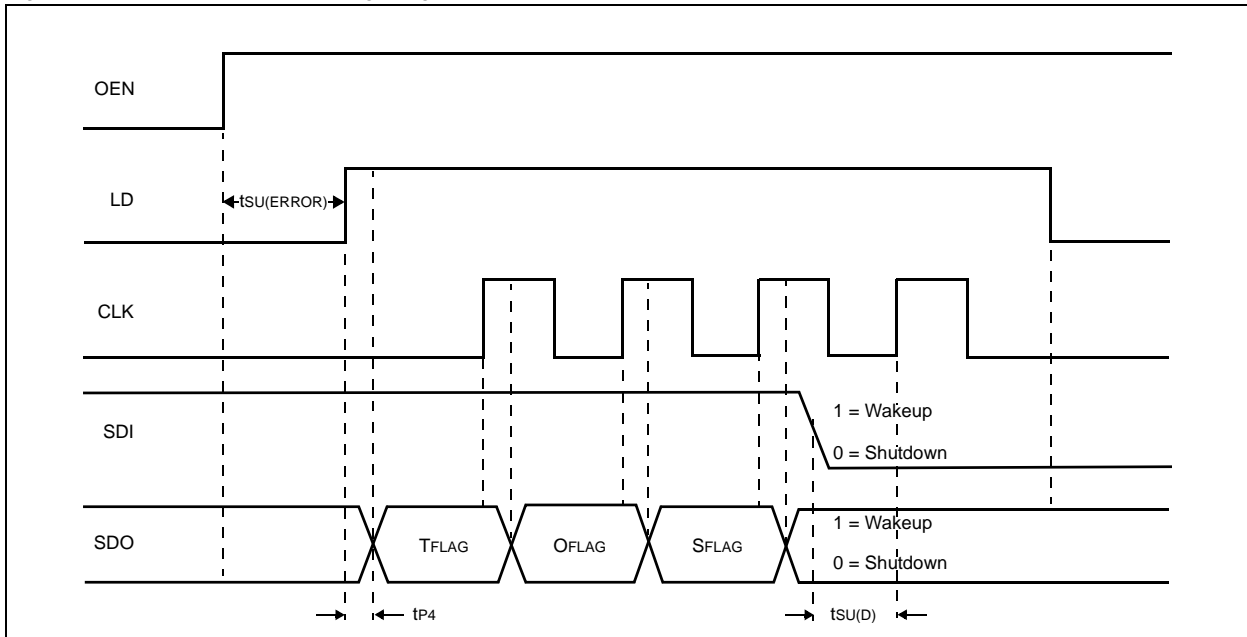 OEN
LD
tSU(ERROR)
CLK
SDI
1 = Wakeup
0 = Shutdown
SDO
TFLAG
OFLAG
SFLAG
1 = Wakeup
0 = Shutdown
tP4
tSU(D)